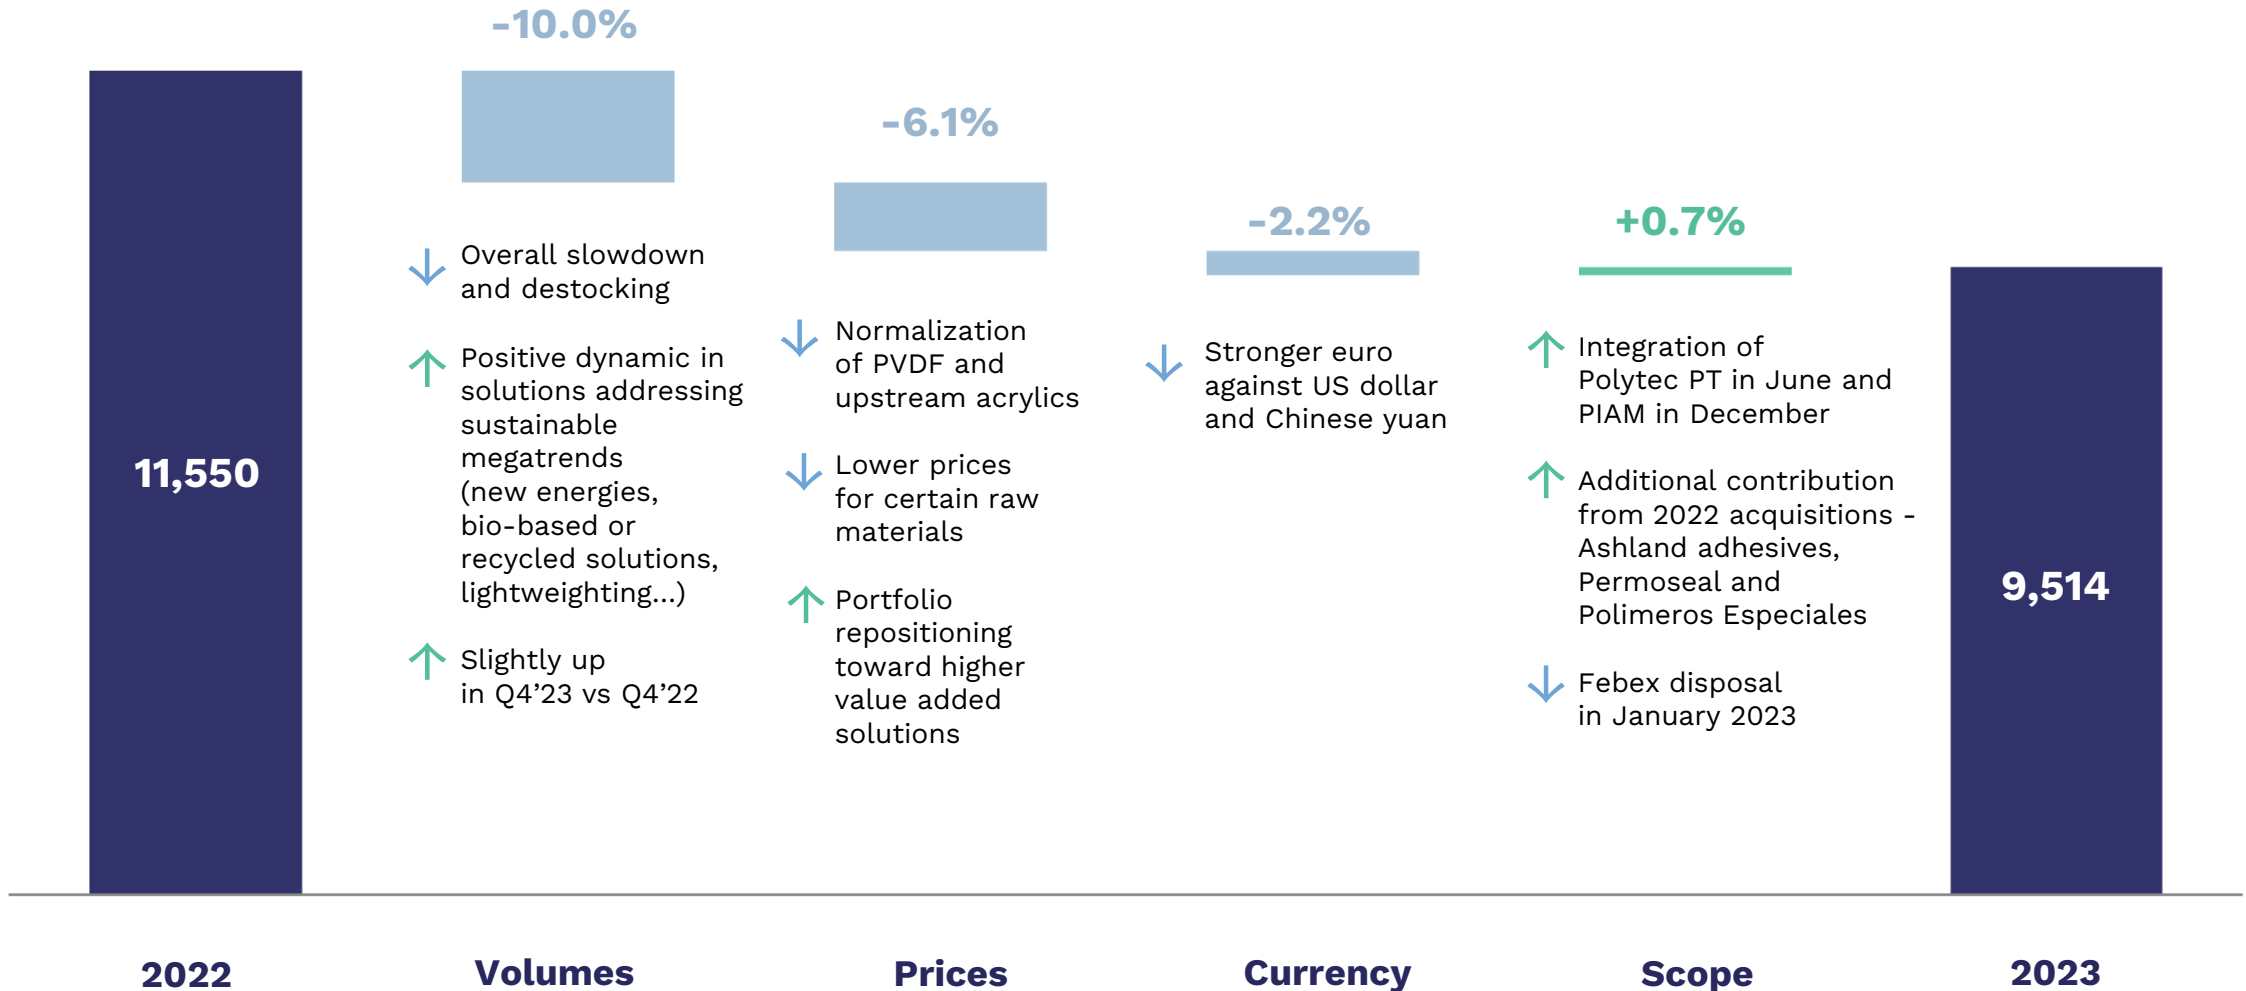 -10.0%
-6.1%
-2.2%
+0.7%
11,550
Overall slowdown
and destocking
Positive dynamic in
solutions addressing
sustainable
megatrends
(new energies,
bio-based or
recycled solutions,
lightweighting...)
Slightly up
in Q4’23 vs Q4’22
Normalization
of PVDF and
upstream acrylics
Lower prices
for certain raw
materials
Portfolio
repositioning
toward higher
value added
solutions
Stronger euro
against US dollar
and Chinese yuan
Integration of
Polytec PT in June and
PIAM in December
Additional contribution
from 2022 acquisitions -
Ashland adhesives,
Permoseal and
Polimeros Especiales
Febex disposal
in January 2023
9,514
2022
Volumes
Prices
Currency
Scope
2023